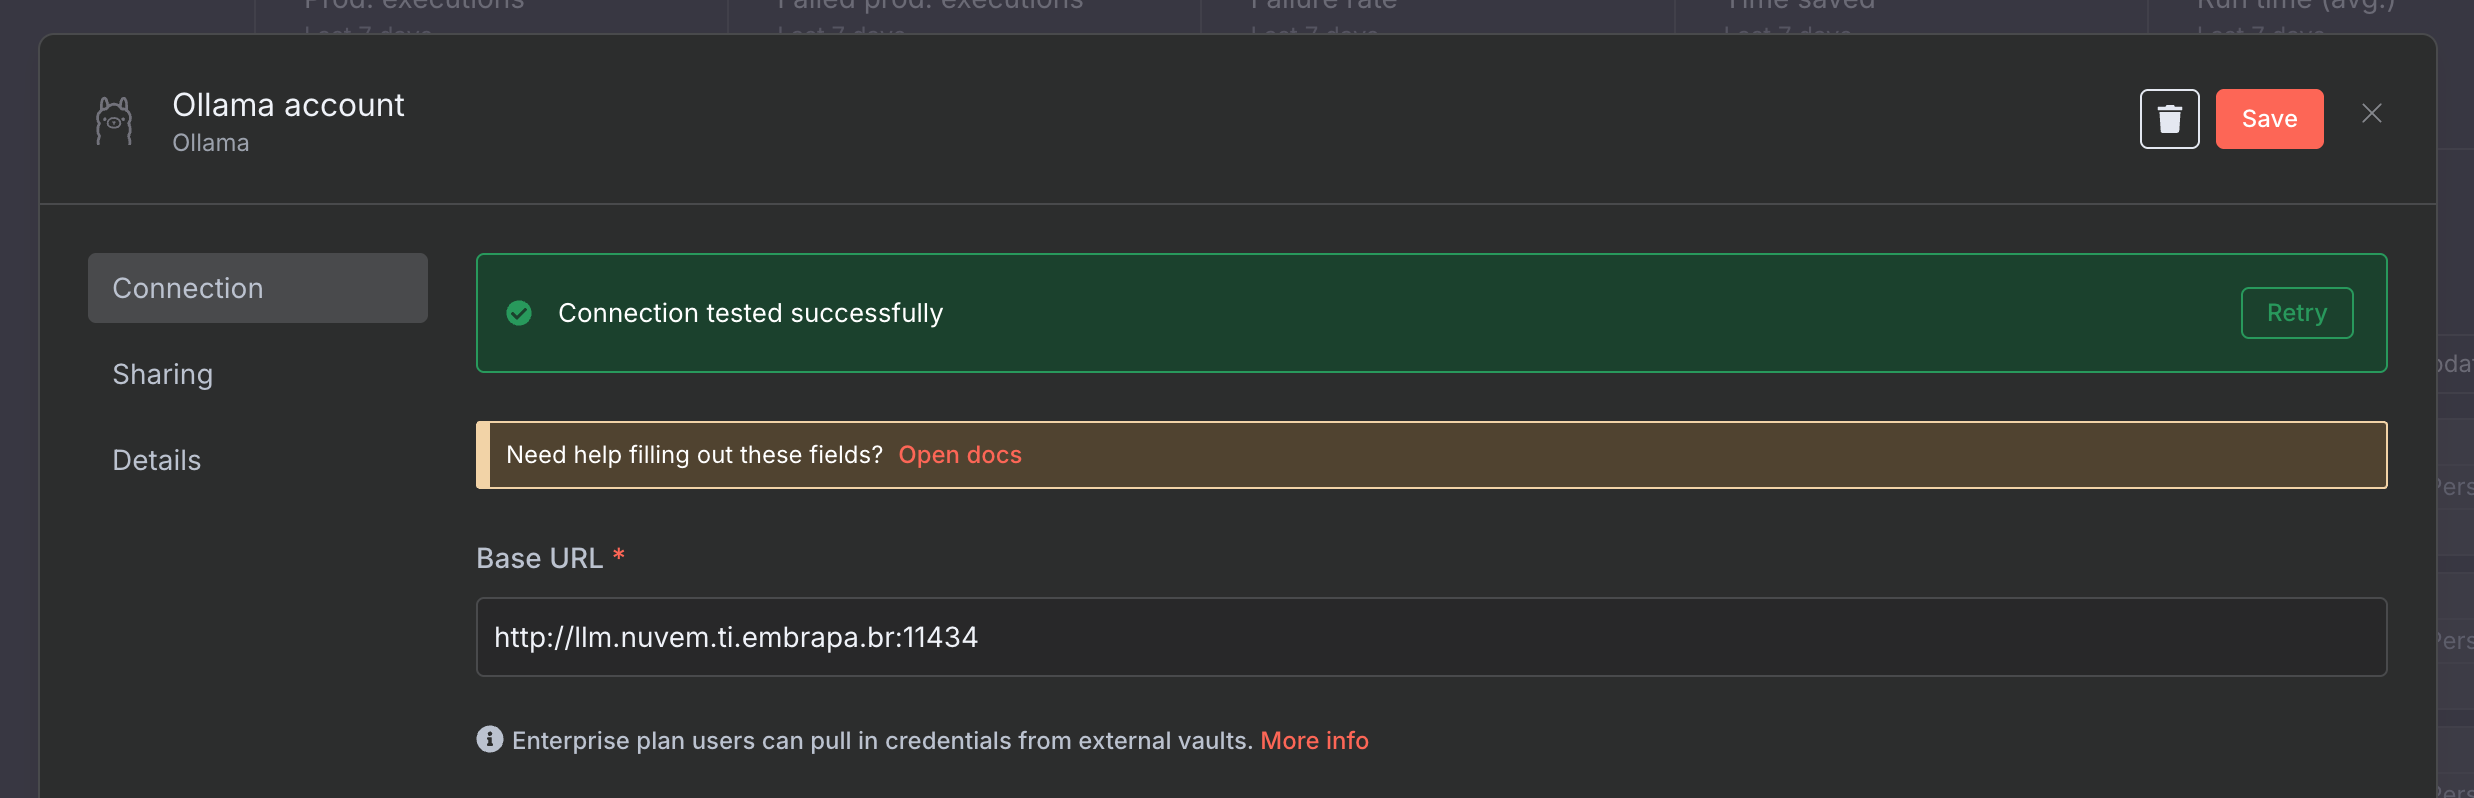 Prod. executions
Failed prod. executions
Failure rate
Time saved
Run time (avg.)
Last 7 days
Last 7 days
Last 7 days
Last 7 days
Last 7 days
Ollama account
Ollama
Save
Connection
Sharing
Details
Connection tested successfully
Retry
Need help filling out these fields? Open docs
Base URL *
http://llm.nuvem.ti.embrapa.br:11434
Enterprise plan users can pull in credentials from external vaults. More info